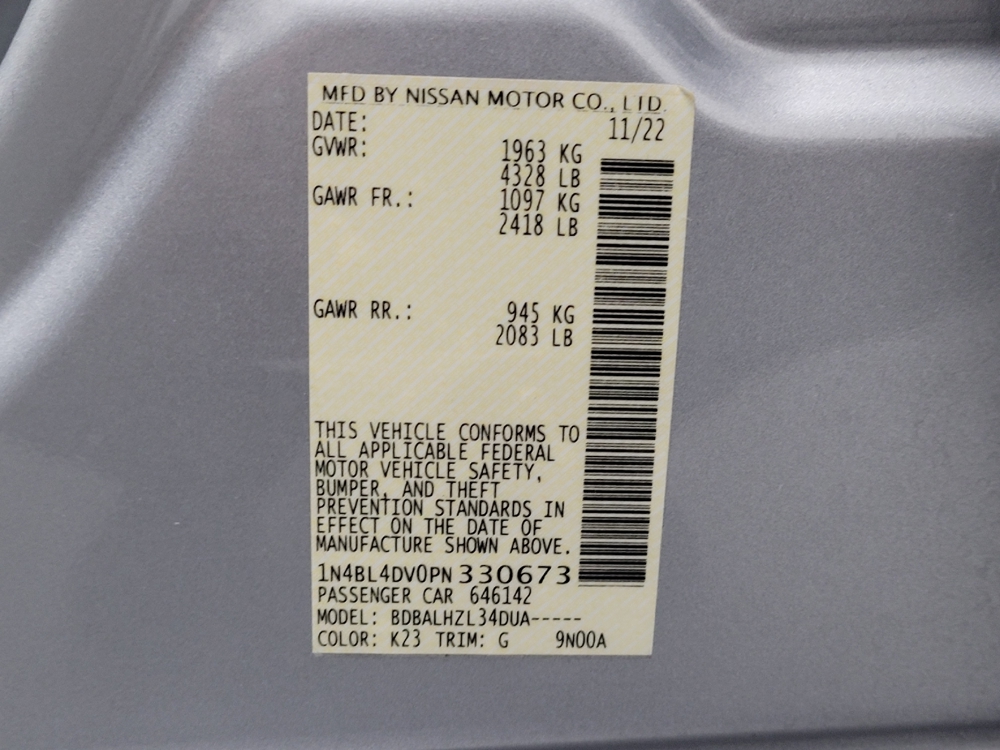 MFD BY NISSAN MOTOR CO., LTD.
DATE: 11/22
GVWR: 1963 KG
4328 LB
GAWR FR.: 1097 KG
2418 LB
GAWR RR.: 945 KG
2083 LB
THIS VEHICLE CONFORMS TO
ALL APPLICABLE FEDERAL
MOTOR VEHICLE SAFETY,
BUMPER, AND THEFT
PREVENTION STANDARDS IN
EFFECT ON THE DATE OF
MANUFACTURE SHOWN ABOVE.
1N4BL4DV0PN330673
PASSENGER CAR 646142
MODEL: BDBALHZL34DUA-----
COLOR: K23 TRIM: G 9N00A